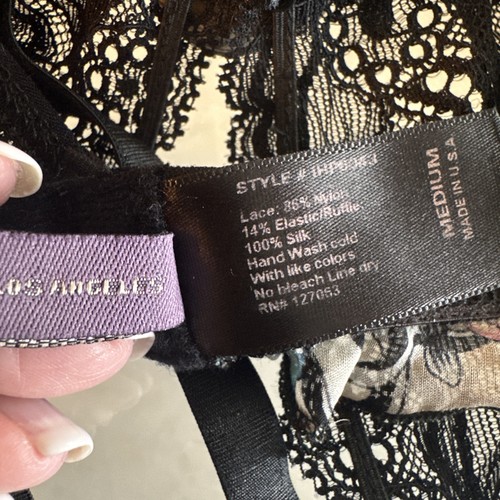 LOS ANGELES
STYLE #
Lace: 86% Nylon
14% Elastic/Ruffle
100% Silk
Hand Wash cold
With like colors
No bleach Line dry
RN# 127053
MEDIUM
MADE IN U.S.A